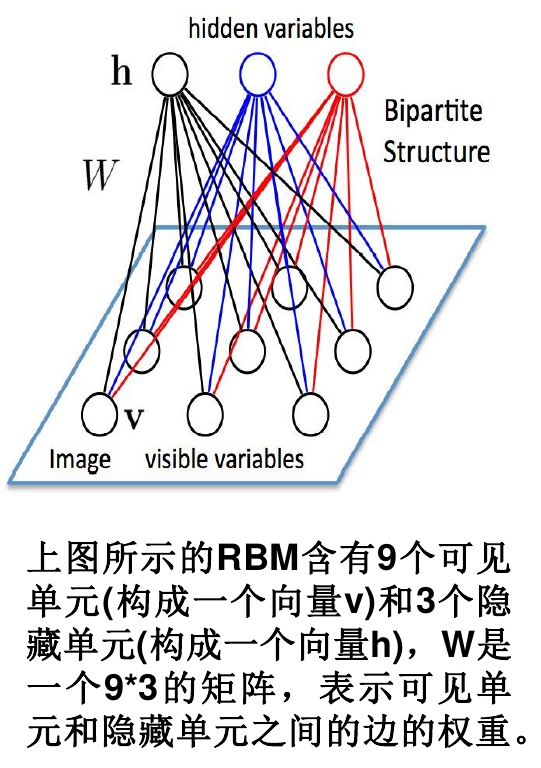 hidden variables
h
Bipartite
Structure
W
v
Image visible variables
上图所示的RBM含有9个可见
单元(构成一个向量v)和3个隐
藏单元(构成一个向量h)，W是
一个9*3的矩阵，表示可见单
元和隐藏单元之间的边的权重。